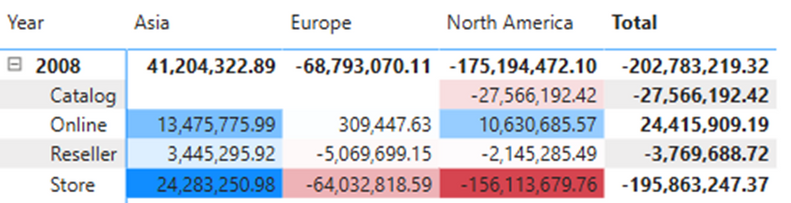 Year Asia Europe North America Total
2008 41,204,322.89 -68,793,070.11 -175,194,472.10 -202,783,219.32
Catalog -27,566,192.42 -27,566,192.42
Online 13,475,775.99 309,447.63 10,630,685.57 24,415,909.19
Reseller 3,445,295.92 -5,069,699.15 -2,145,285.49 -3,769,688.72
Store 24,283,250.98 -64,032,818.59 -156,113,679.76 -195,863,247.37